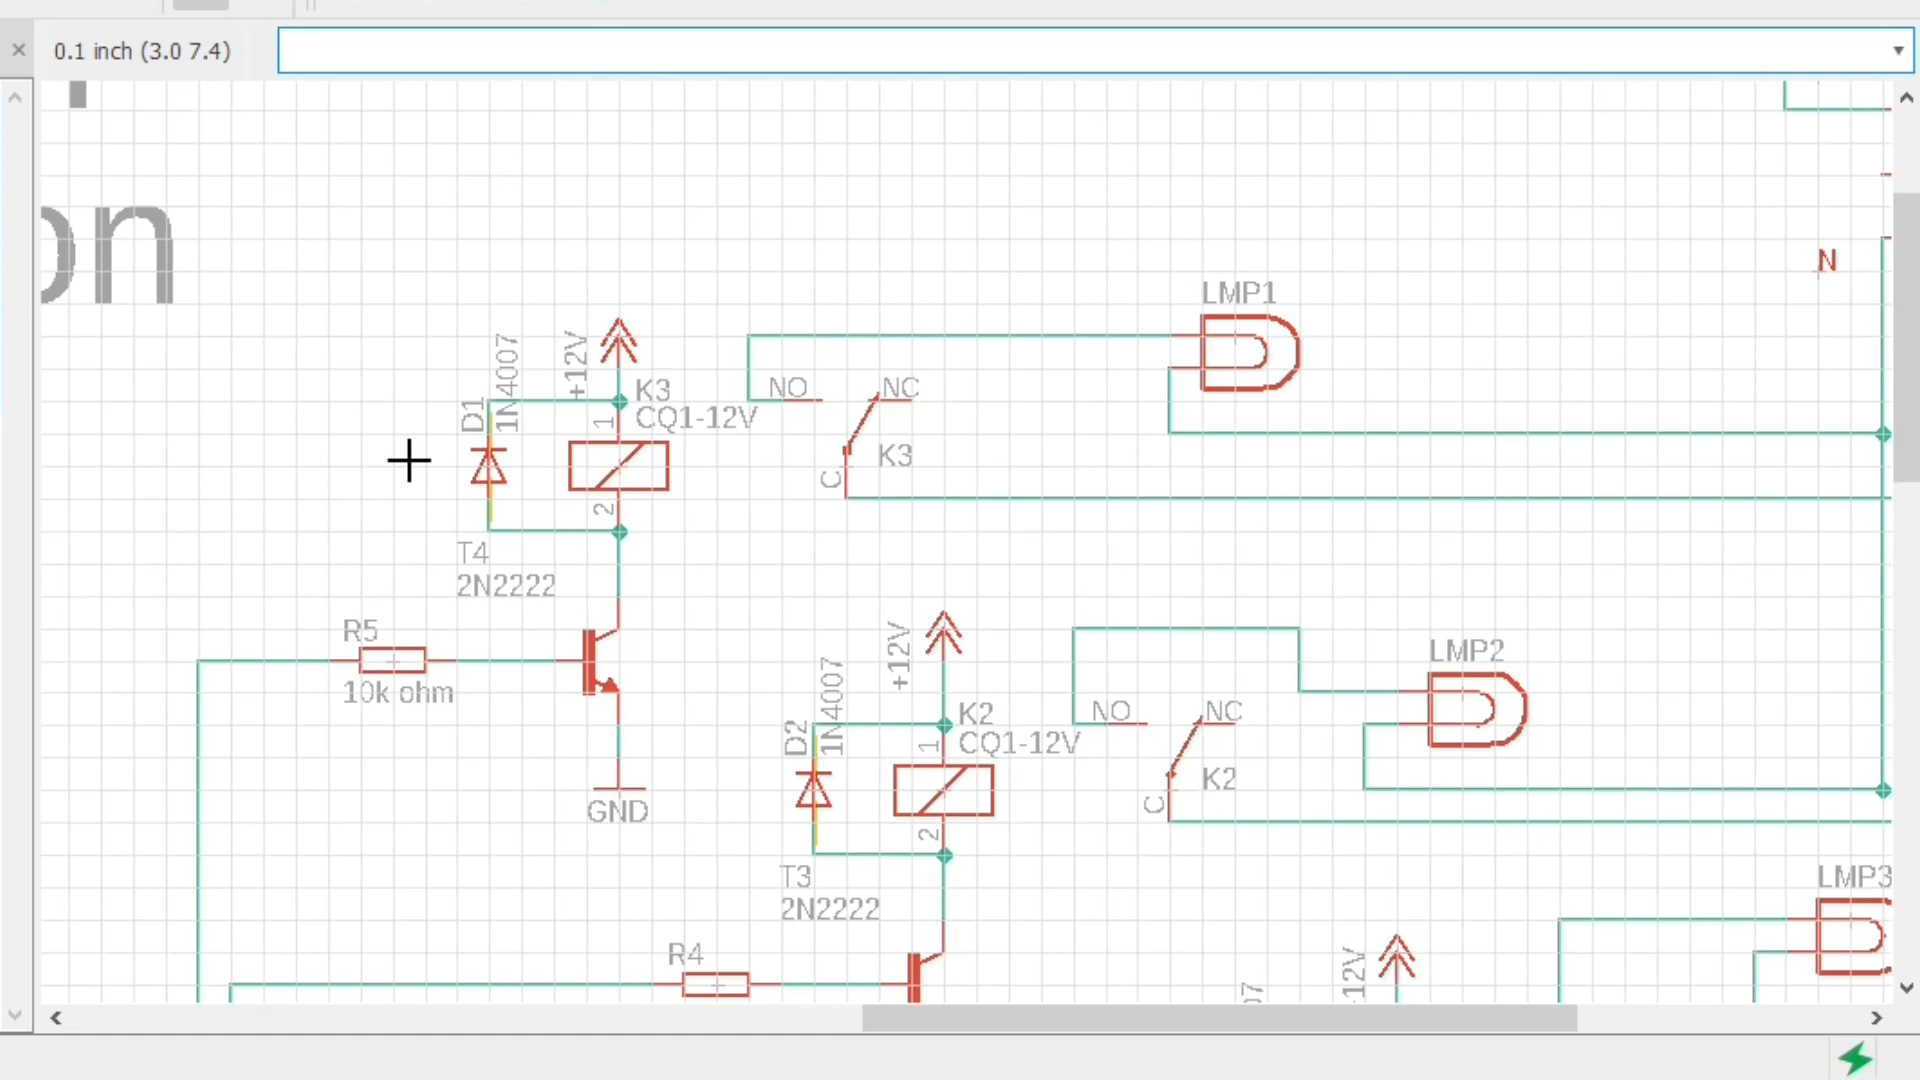 0.1 inch (3.0 7.4)
on
N
LMP1
+12V
1N4007
D1
K3
CQ1-12V
1
2
NO
NC
K3
C
T4
2N2222
R5
10k ohm
GND
LMP2
+12V
1N4007
D2
K2
CQ1-12V
1
2
NO
NC
K2
C
T3
2N2222
R4
LMP3
12V
07